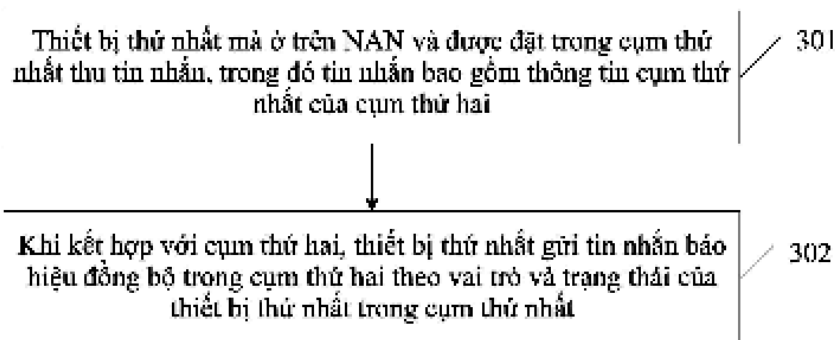 Thiết bị thứ nhất mà ở trên NAN và được đặt trong cụm thứ
nhất thu tin nhắn, trong đó tin nhắn bao gồm thông tin cụm thứ
nhất của cụm thứ hai
301
Khi kết hợp với cụm thứ hai, thiết bị thứ nhất gửi tin nhắn báo
hiệu đồng bộ trong cụm thứ hai theo vai trò và trạng thái của
thiết bị thứ nhất trong cụm thứ nhất
302